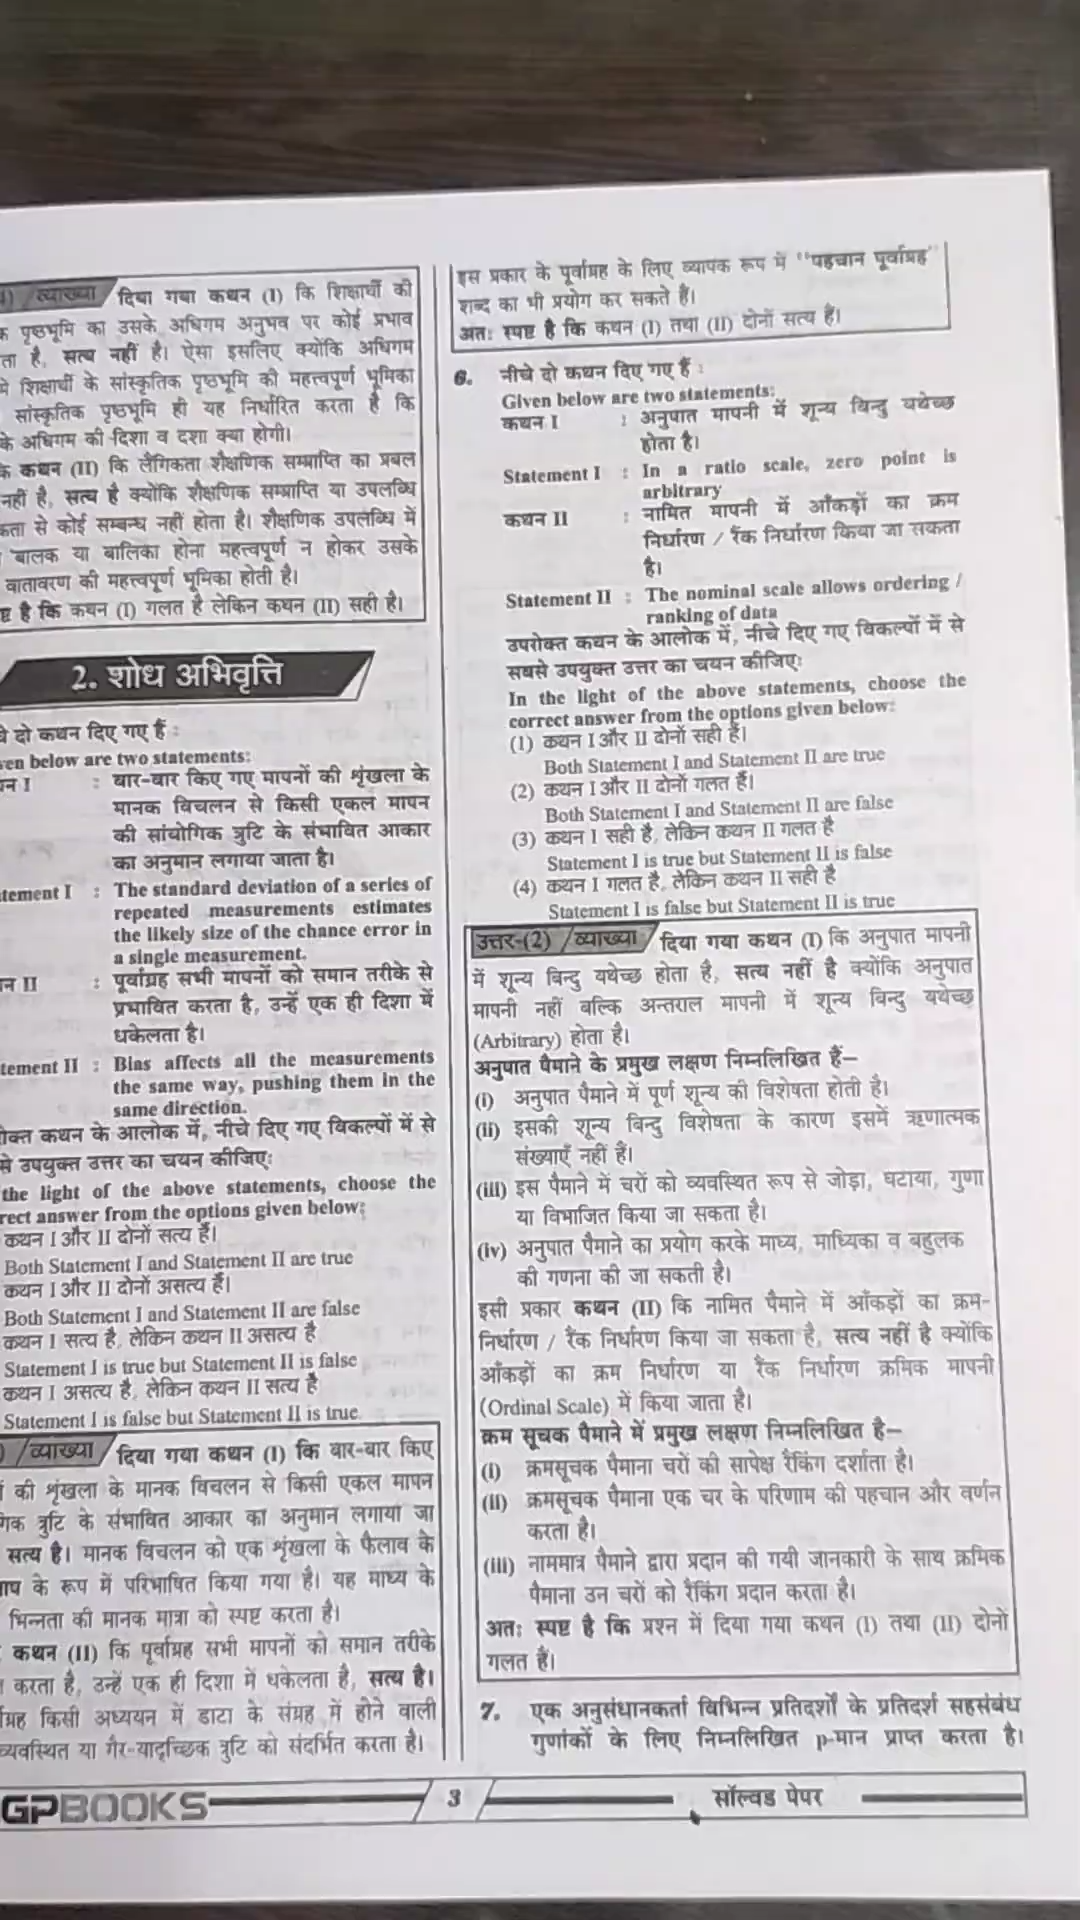 व्याख्या दिया गया कथन (I) कि शिक्षार्थी की
पृष्ठभूमि का उसके अधिगम अनुभव पर कोई प्रभाव
ता है, सत्य नहीं है। ऐसा इसलिए क्योंकि अधिगम
में शिक्षार्थी के सांस्कृतिक पृष्ठभूमि की महत्त्वपूर्ण भूमिका
सांस्कृतिक पृष्ठभूमि ही यह निर्धारित करता है कि
के अधिगम की दिशा व दशा क्या होगी।
कि कथन (II) कि लैंगिकता शैक्षणिक सम्प्राप्ति का प्रबल
नहीं है, सत्य है क्योंकि शैक्षणिक सम्प्राप्ति या उपलब्धि
कता से कोई सम्बन्ध नहीं होता है। शैक्षणिक उपलब्धि में
बालक या बालिका होना महत्त्वपूर्ण न होकर उसके
वातावरण की महत्त्वपूर्ण भूमिका होती है।
ष्ट है कि कथन (I) गलत है लेकिन कथन (II) सही है।
2. शोध अभिवृत्ति
चे दो कथन दिए गए हैं :
ven below are two statements:
थन I : बार-बार किए गए मापनों की शृंखला के
मानक विचलन से किसी एकल मापन
की सांयोगिक त्रुटि के संभावित आकार
का अनुमान लगाया जाता है।
tement I : The standard deviation of a series of
repeated measurements estimates
the likely size of the chance error in
a single measurement.
थन II : पूर्वाग्रह सभी मापनों को समान तरीके से
प्रभावित करता है, उन्हें एक ही दिशा में
धकेलता है।
tement II : Bias affects all the measurements
the same way, pushing them in the
same direction.
रोक्त कथन के आलोक में, नीचे दिए गए विकल्पों में से
से उपयुक्त उत्तर का चयन कीजिएः
the light of the above statements, choose the
rect answer from the options given below:
कथन I और II दोनों सत्य हैं।
Both Statement I and Statement II are true
कथन I और II दोनों असत्य हैं।
Both Statement I and Statement II are false
कथन I सत्य है, लेकिन कथन II असत्य है
Statement I is true but Statement II is false
कथन I असत्य है, लेकिन कथन II सत्य है
Statement I is false but Statement II is true
व्याख्या दिया गया कथन (I) कि बार-बार किए
की शृंखला के मानक विचलन से किसी एकल मापन
गिक त्रुटि के संभावित आकार का अनुमान लगाया जा
सत्य है। मानक विचलन को एक शृंखला के फैलाव के
माप के रूप में परिभाषित किया गया है। यह माध्य के
भिन्नता की मानक मात्रा को स्पष्ट करता है।
कथन (II) कि पूर्वाग्रह सभी मापनों को समान तरीके
करता है, उन्हें एक ही दिशा में धकेलता है, सत्य है।
ग्रह किसी अध्ययन में डाटा के संग्रह में होने वाली
व्यवस्थित या गैर-यादृच्छिक त्रुटि को संदर्भित करता है।
इस प्रकार के पूर्वाग्रह के लिए व्यापक रूप में "पहचान पूर्वाग्रह"
शब्द का भी प्रयोग कर सकते हैं।
अतः स्पष्ट है कि कथन (I) तथा (II) दोनों सत्य हैं।
6. नीचे दो कथन दिए गए हैं :
Given below are two statements:
कथन I : अनुपात मापनी में शून्य बिन्दु यथेच्छ
होता है।
Statement I : In a ratio scale, zero point is
arbitrary
कथन II : नामित मापनी में आँकड़ों का क्रम
निर्धारण / रैंक निर्धारण किया जा सकता
है।
Statement II : The nominal scale allows ordering /
ranking of data
उपरोक्त कथन के आलोक में, नीचे दिए गए विकल्पों में से
सबसे उपयुक्त उत्तर का चयन कीजिएः
In the light of the above statements, choose the
correct answer from the options given below:
(1) कथन I और II दोनों सही हैं।
Both Statement I and Statement II are true
(2) कथन I और II दोनों गलत हैं।
Both Statement I and Statement II are false
(3) कथन I सही है, लेकिन कथन II गलत है
Statement I is true but Statement II is false
(4) कथन I गलत है, लेकिन कथन II सही है
Statement I is false but Statement II is true
उत्तर-(2) व्याख्या दिया गया कथन (I) कि अनुपात मापनी
में शून्य बिन्दु यथेच्छ होता है, सत्य नहीं है क्योंकि अनुपात
मापनी नहीं बल्कि अन्तराल मापनी में शून्य बिन्दु यथेच्छ
(Arbitrary) होता है।
अनुपात पैमाने के प्रमुख लक्षण निम्नलिखित हैं–
(i) अनुपात पैमाने में पूर्ण शून्य की विशेषता होती है।
(ii) इसकी शून्य बिन्दु विशेषता के कारण इसमें ऋणात्मक
संख्याएँ नहीं हैं।
(iii) इस पैमाने में चरों को व्यवस्थित रूप से जोड़ा, घटाया, गुणा
या विभाजित किया जा सकता है।
(iv) अनुपात पैमाने का प्रयोग करके माध्य, माध्यिका व बहुलक
की गणना की जा सकती है।
इसी प्रकार कथन (II) कि नामित पैमाने में आँकड़ों का क्रम-
निर्धारण / रैंक निर्धारण किया जा सकता है, सत्य नहीं है क्योंकि
आँकड़ों का क्रम निर्धारण या रैंक निर्धारण क्रमिक मापनी
(Ordinal Scale) में किया जाता है।
क्रम सूचक पैमाने में प्रमुख लक्षण निम्नलिखित है–
(i) क्रमसूचक पैमाना चरों की सापेक्ष रैंकिंग दर्शाता है।
(ii) क्रमसूचक पैमाना एक चर के परिणाम की पहचान और वर्णन
करता है।
(iii) नाममात्र पैमाने द्वारा प्रदान की गयी जानकारी के साथ क्रमिक
पैमाना उन चरों को रैंकिंग प्रदान करता है।
अतः स्पष्ट है कि प्रश्न में दिया गया कथन (I) तथा (II) दोनों
गलत हैं।
7. एक अनुसंधानकर्ता विभिन्न प्रतिदर्शों के प्रतिदर्श सहसंबंध
गुणांकों के लिए निम्नलिखित p-मान प्राप्त करता है।
GPBOOKS 3 सॉल्वड पेपर